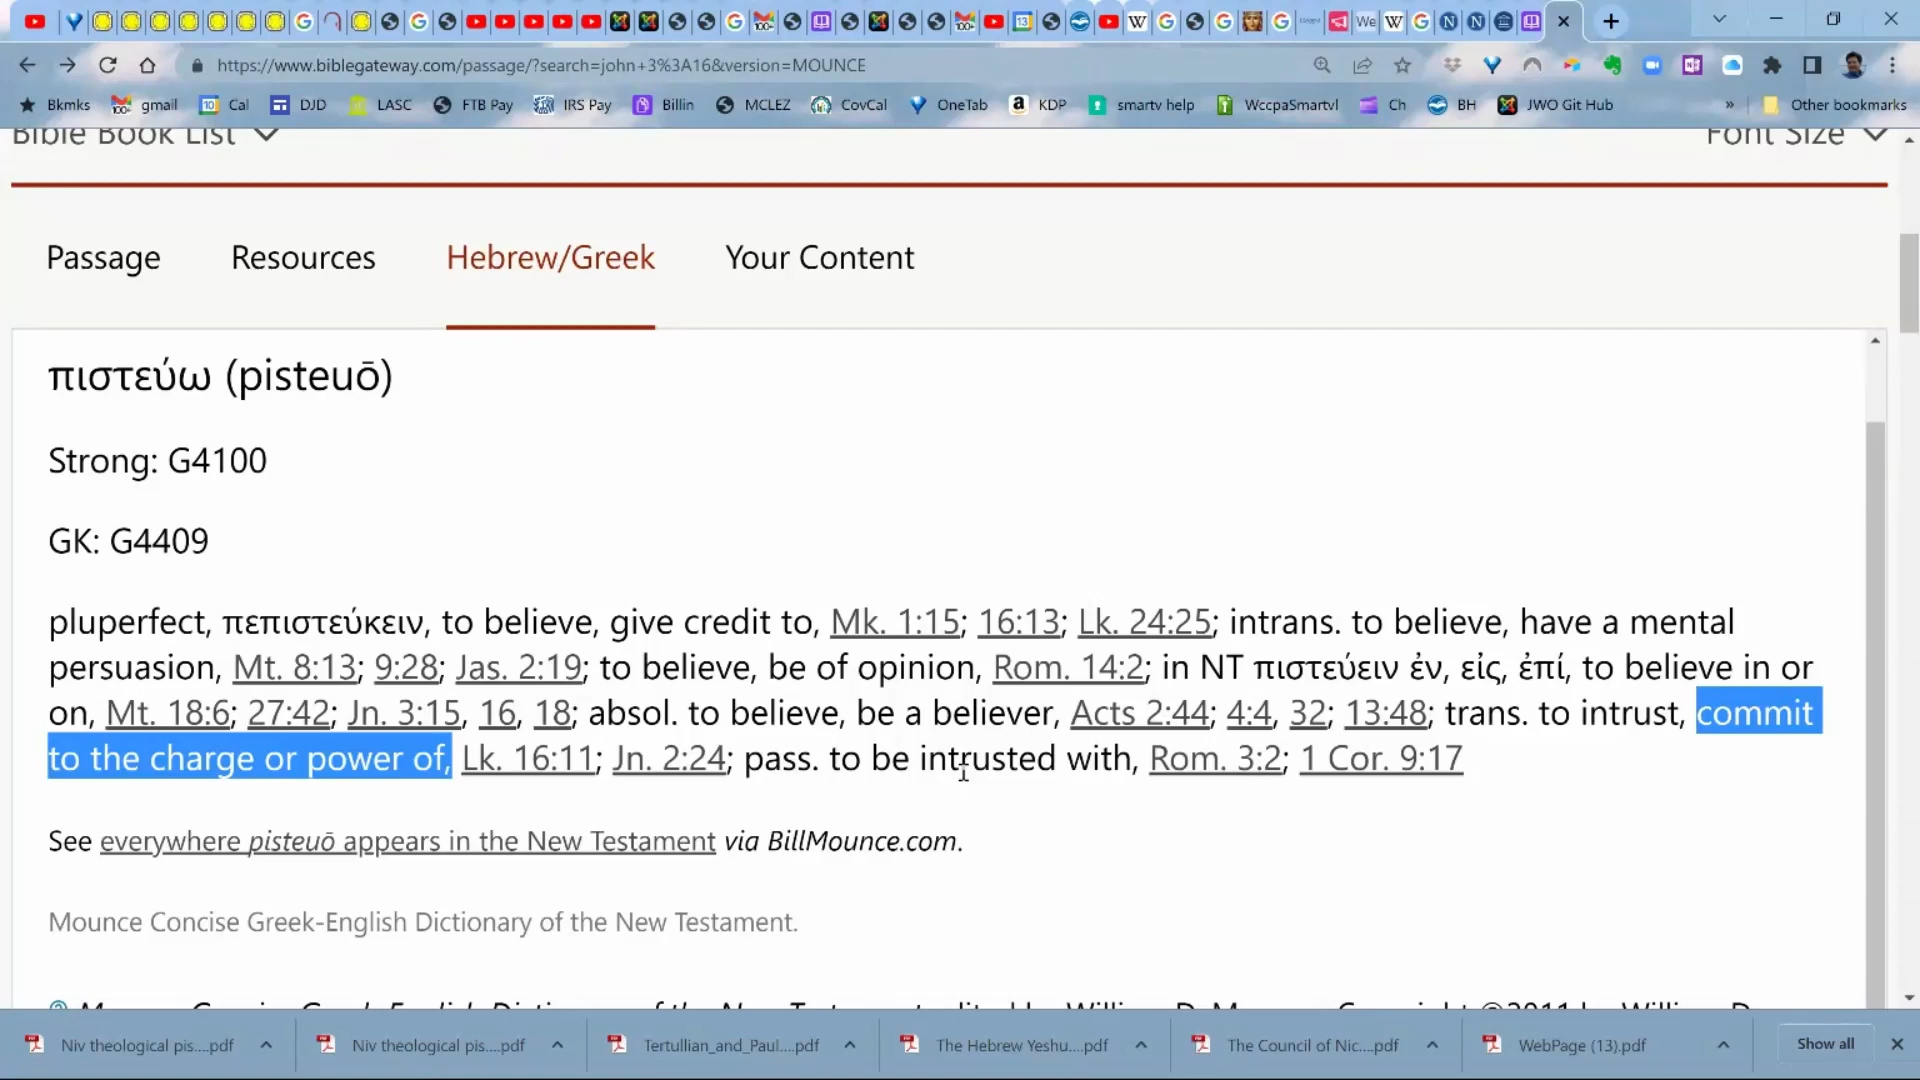 https://www.biblegateway.com/passage/?search=john+3%3A16&version=MOUNCE
Bkmks gmail Cal DJD LASC FTB Pay IRS Pay Billin MCLEZ CovCal OneTab KDP smartv help WccpaSmartvl Ch BH JWO Git Hub » Other bookmarks
Bible Book List Font Size
Passage Resources Hebrew/Greek Your Content
πιστεύω (pisteuō)
Strong: G4100
GK: G4409
pluperfect, πεπιστεύκειν, to believe, give credit to, Mk. 1:15; 16:13; Lk. 24:25; intrans. to believe, have a mental
persuasion, Mt. 8:13; 9:28; Jas. 2:19; to believe, be of opinion, Rom. 14:2; in NT πιστεύειν ἐν, εἰς, ἐπί, to believe in or
on, Mt. 18:6; 27:42; Jn. 3:15, 16, 18; absol. to believe, be a believer, Acts 2:44; 4:4, 32; 13:48; trans. to intrust, commit
to the charge or power of, Lk. 16:11; Jn. 2:24; pass. to be intrusted with, Rom. 3:2; 1 Cor. 9:17
See everywhere pisteuō appears in the New Testament via BillMounce.com.
Mounce Concise Greek-English Dictionary of the New Testament.
Niv theological pis....pdf Niv theological pis....pdf Tertullian_and_Paul....pdf The Hebrew Yeshu....pdf The Council of Nic....pdf WebPage (13).pdf Show all